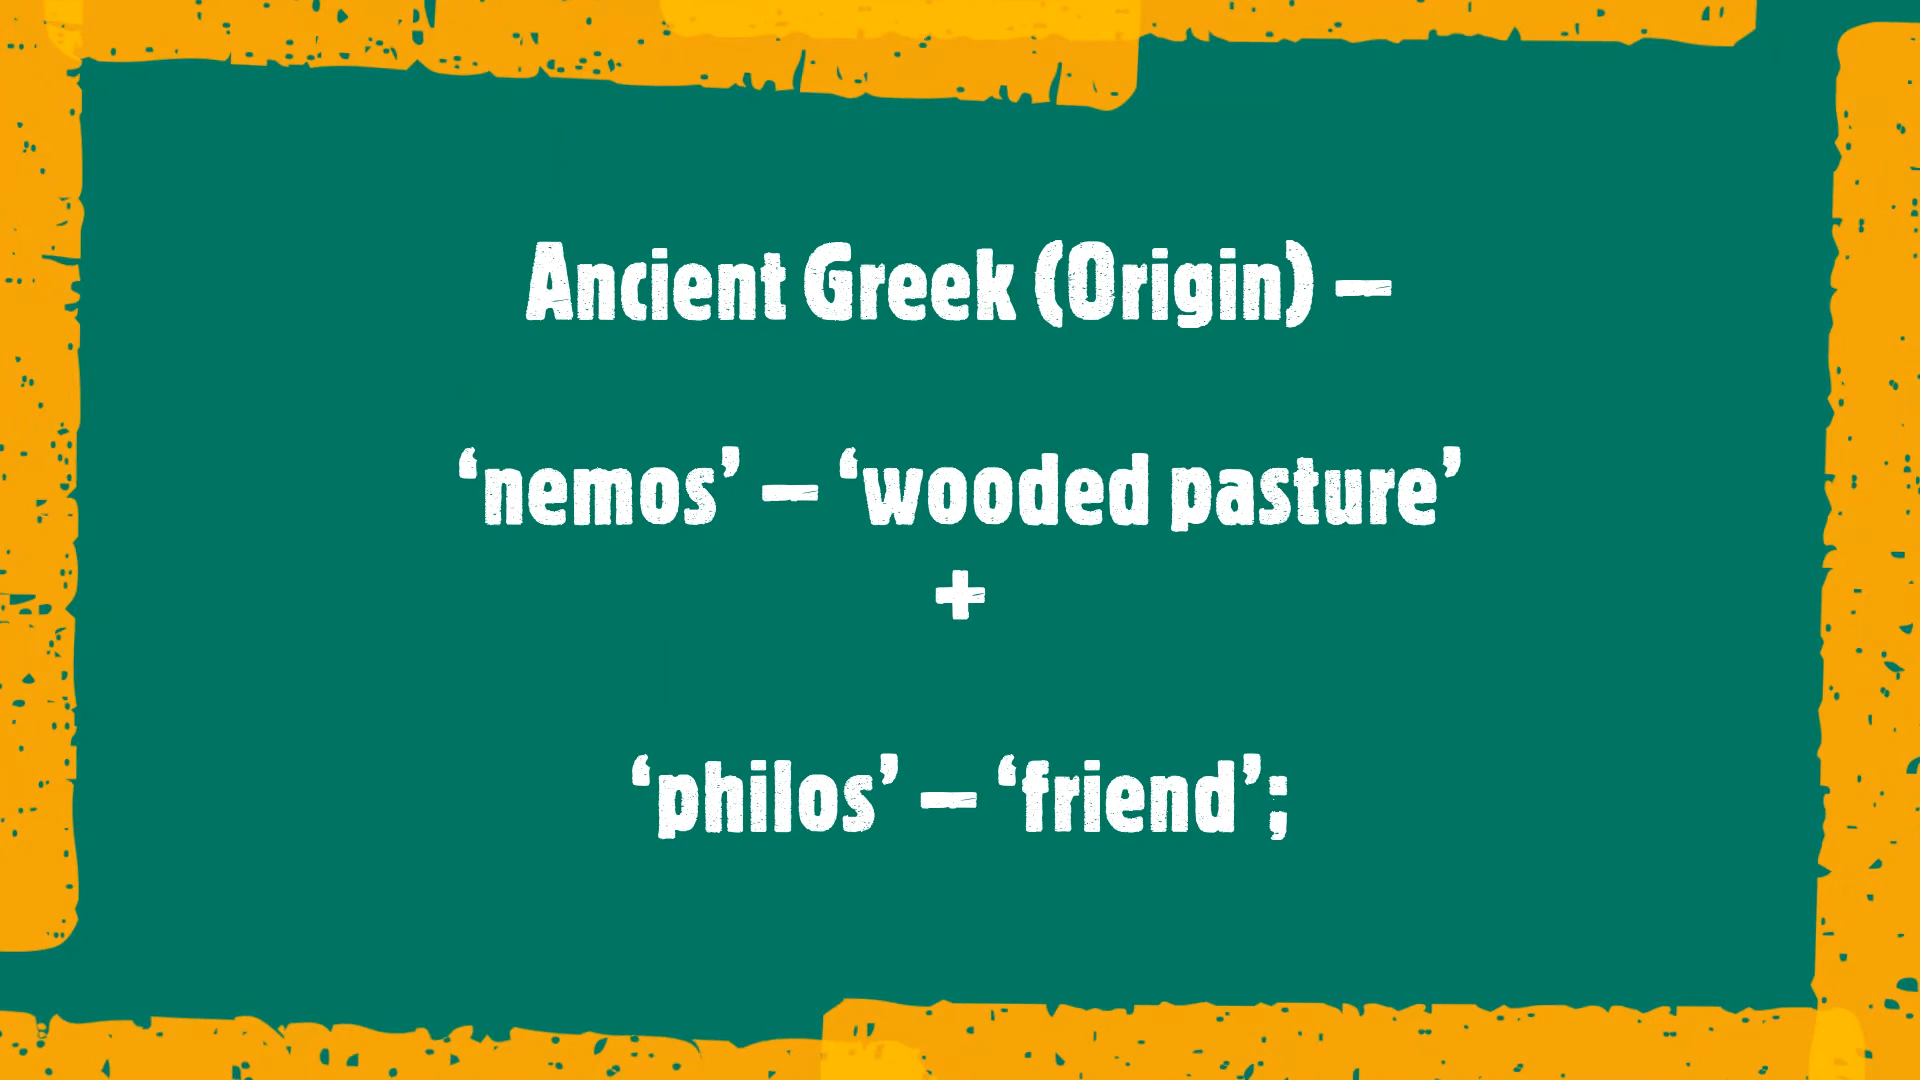 Ancient Greek (Origin) –
‘nemos’ – ‘wooded pasture’
+
‘philos’ – ‘friend’;